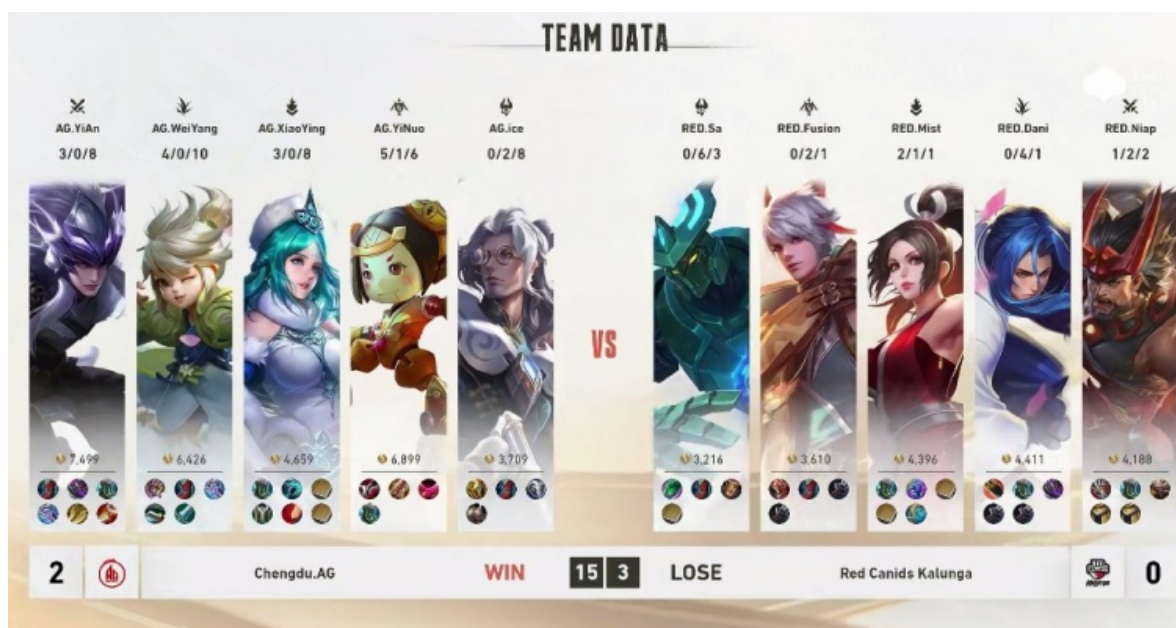 TEAM DATA
AG.YiAn AG.WeiYang AG.XiaoYing AG.YiNuo AG.ice RED.Sa RED.Fusion RED.Mist RED.Dani RED.Niap
3/0/8 4/0/10 3/0/8 5/1/6 0/2/8 0/6/3 0/2/1 2/1/1 0/4/1 1/2/2
VS
7,499 6,426 4,659 6,899 3,709 3,216 3,610 4,396 4,411 4,188
2 AG Chengdu.AG WIN 15 3 LOSE Red Canids Kalunga 0